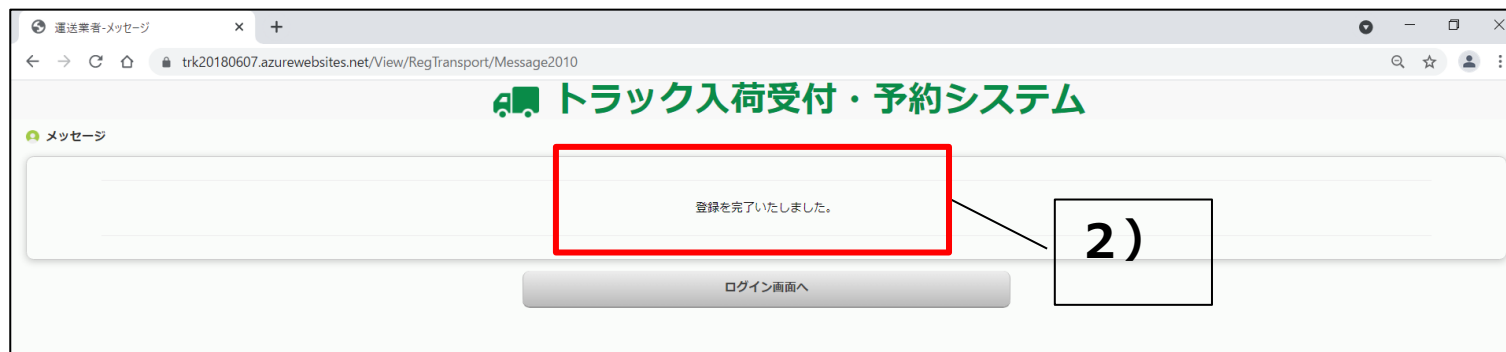 運送業者-メッセージ
trk20180607.azurewebsites.net/View/RegTransport/Message2010
トラック入荷受付・予約システム
メッセージ
登録を完了いたしました。
2）
ログイン画面へ